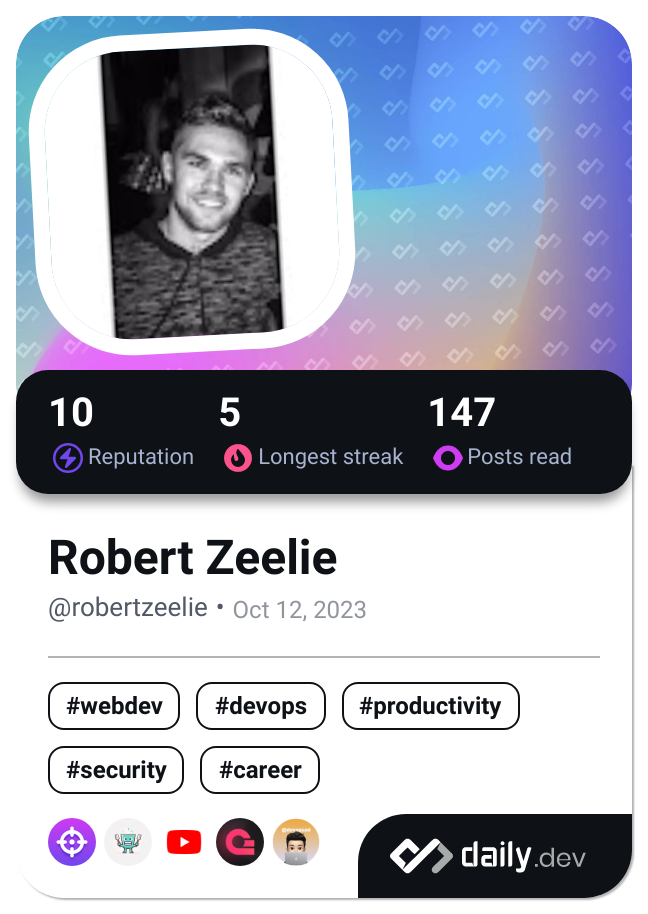 10 5 147
Reputation Longest streak Posts read
Robert Zeelie
@robertzeelie • Oct 12, 2023
#webdev #devops #productivity
#security #career
daily.dev